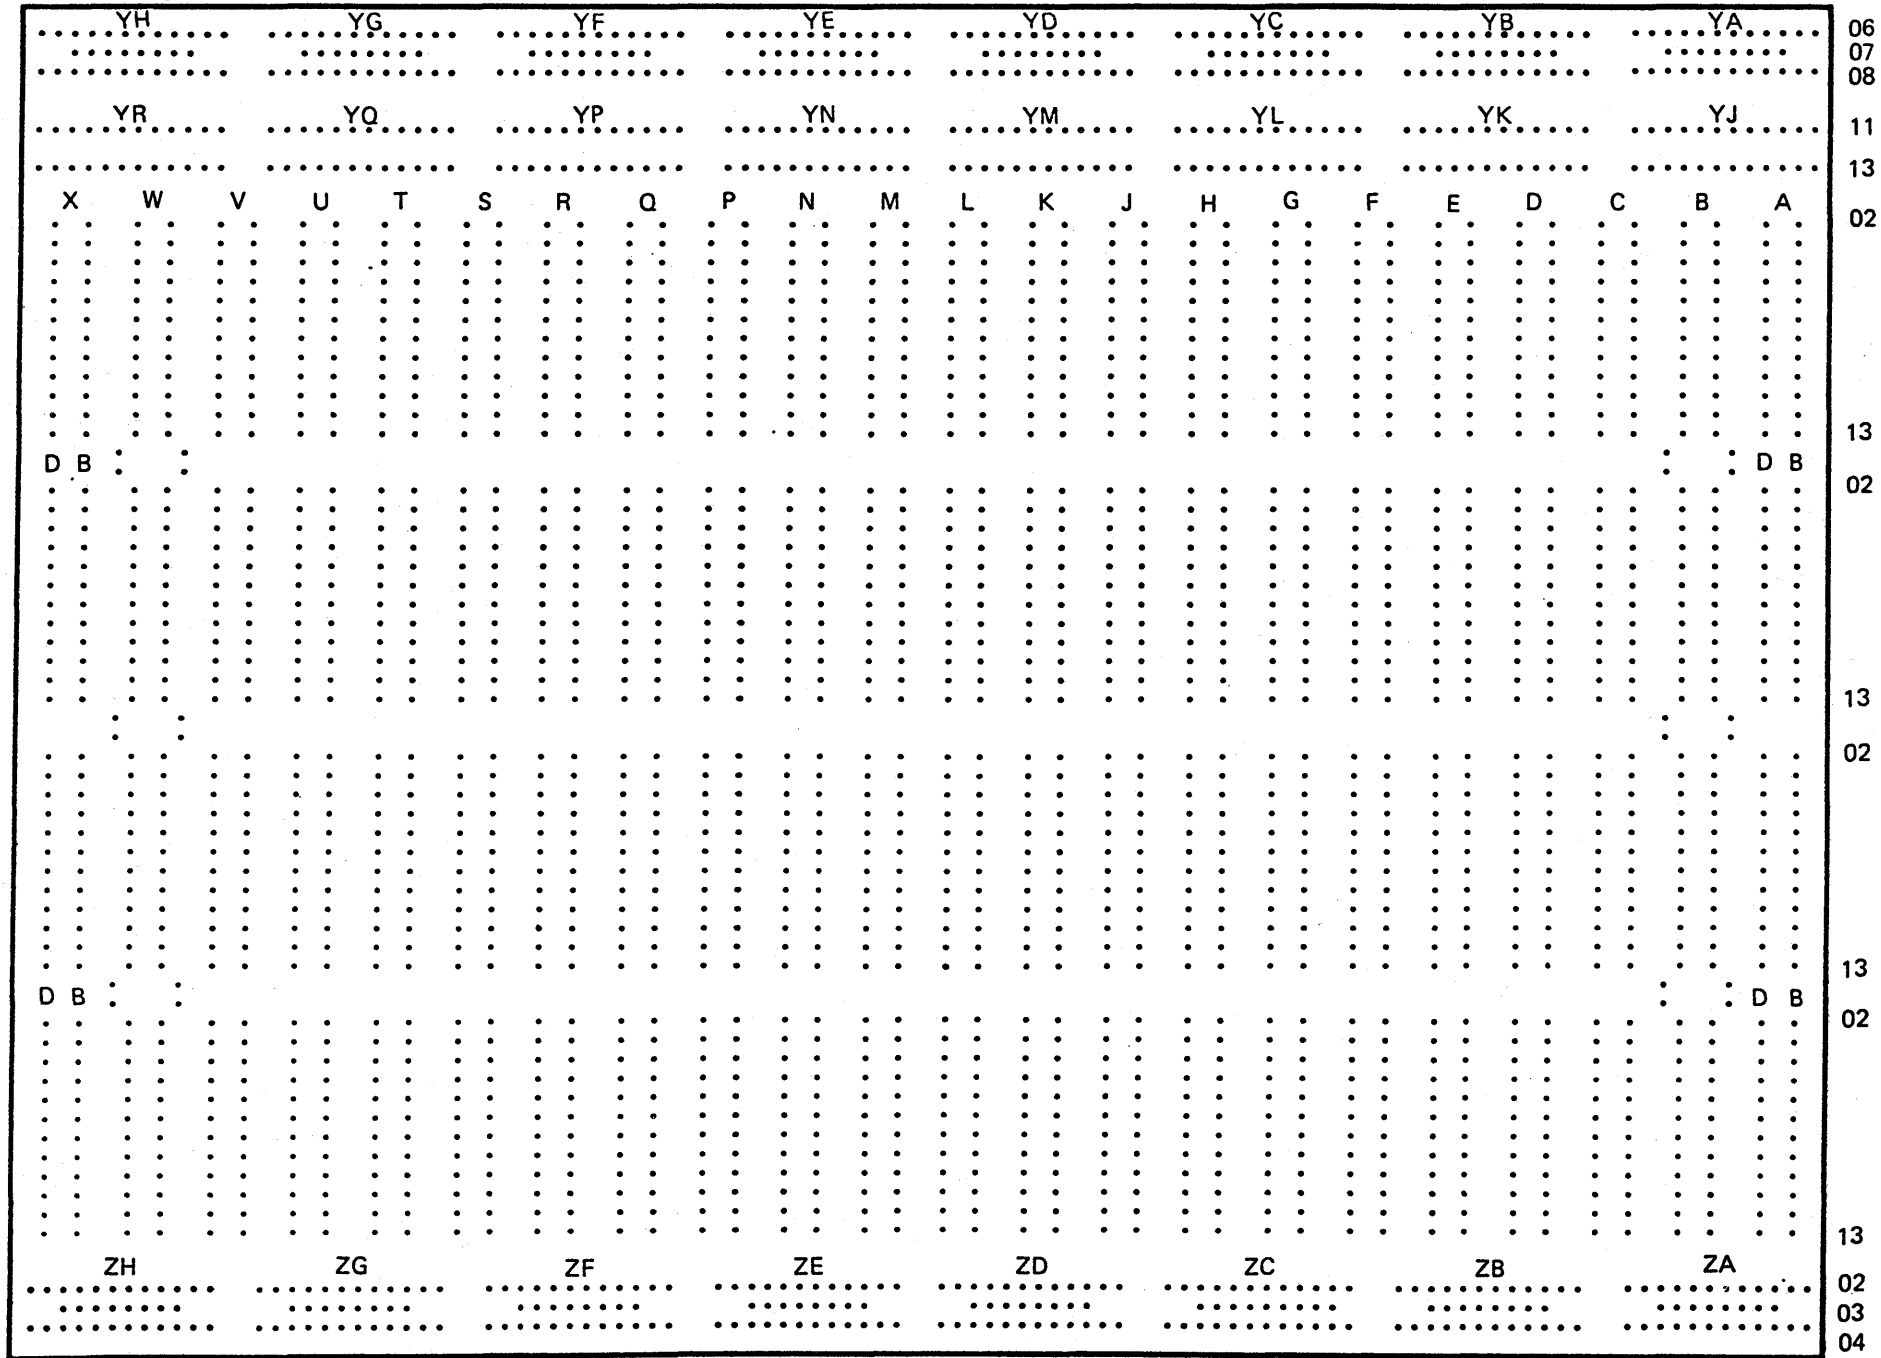 YH YG YF YE YD YC YB YA 06
07
08
YR YQ YP YN YM YL YK YJ 11
13
X W V U T S R Q P N M L K J H G F E D C B A 02
13
D B D B
02
13
02
13
D B D B
02
13
ZH ZG ZF ZE ZD ZC ZB ZA 02
03
04